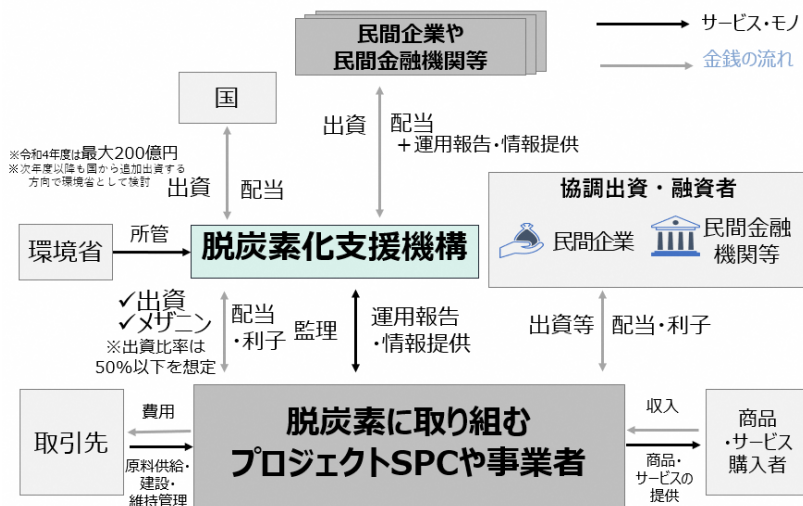 民間企業や
民間金融機関等
サービス・モノ
金銭の流れ
国
出資
配当
＋運用報告・情報提供
※令和4年度は最大200億円
※次年度以降も国から追加出資する
方向で環境省として検討
出資
配当
協調出資・融資者
民間企業
民間金融
機関等
環境省
所管
脱炭素化支援機構
✓出資
✓メザニン
※出資比率は
50%以下を想定
配当
・利子
監理
運用報告
・情報提供
出資等
配当・利子
取引先
費用
原料供給・
建設・
維持管理
脱炭素に取り組む
プロジェクトSPCや事業者
収入
商品・
サービスの
提供
商品
・サービス
購入者